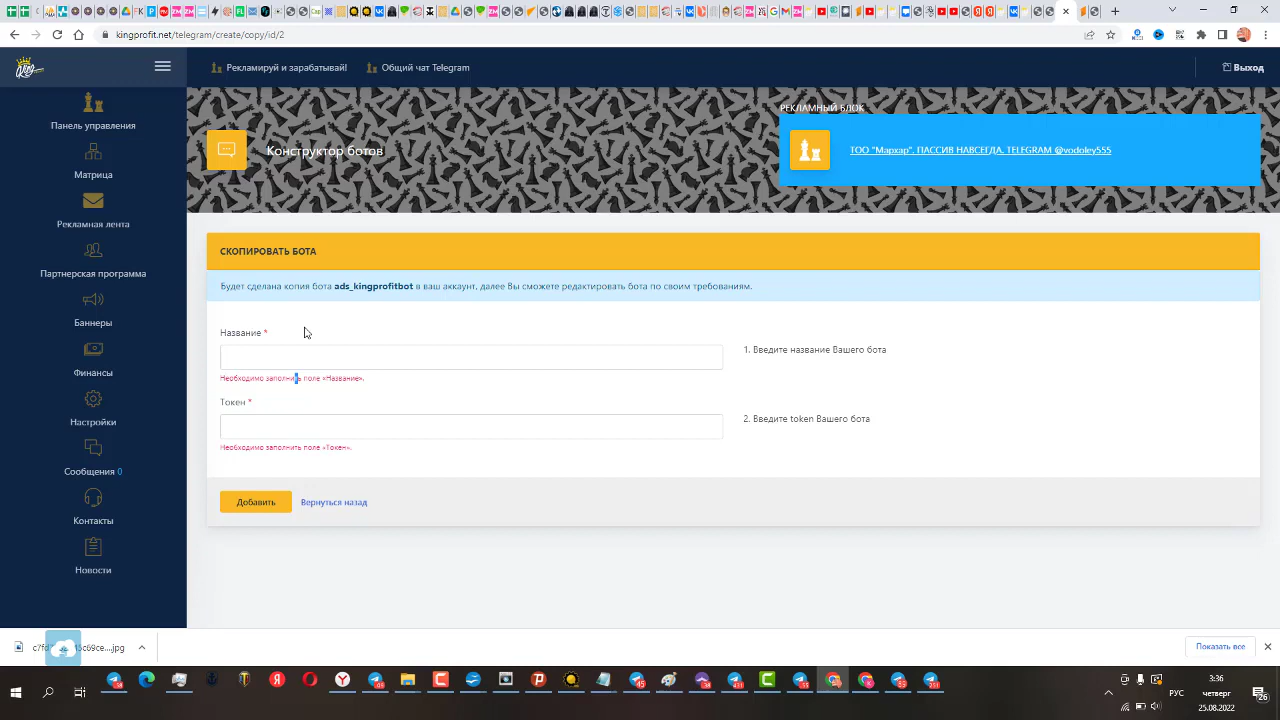 kingprofit.net/telegram/create/copy/id/2
Рекламируй и зарабатывай!
Общий чат Telegram
Выход
Панель управления
Матрица
Рекламная лента
Партнерская программа
Баннеры
Финансы
Настройки
Сообщения 0
Контакты
Новости
Конструктор ботов
РЕКЛАМНЫЙ БЛОК
ТОО "Мархар". ПАССИВ НАВСЕГДА. TELEGRAM @vodoley555
СКОПИРОВАТЬ БОТА
Будет сделана копия бота ads_kingprofitbot в ваш аккаунт, далее Вы сможете редактировать бота по своим требованиям.
Название *
1. Введите название Вашего бота
Необходимо заполнить поле «Название».
Токен *
2. Введите token Вашего бота
Необходимо заполнить поле «Токен».
Добавить
Вернуться назад
Показать все
3:36
РУС
четверг
25.08.2022